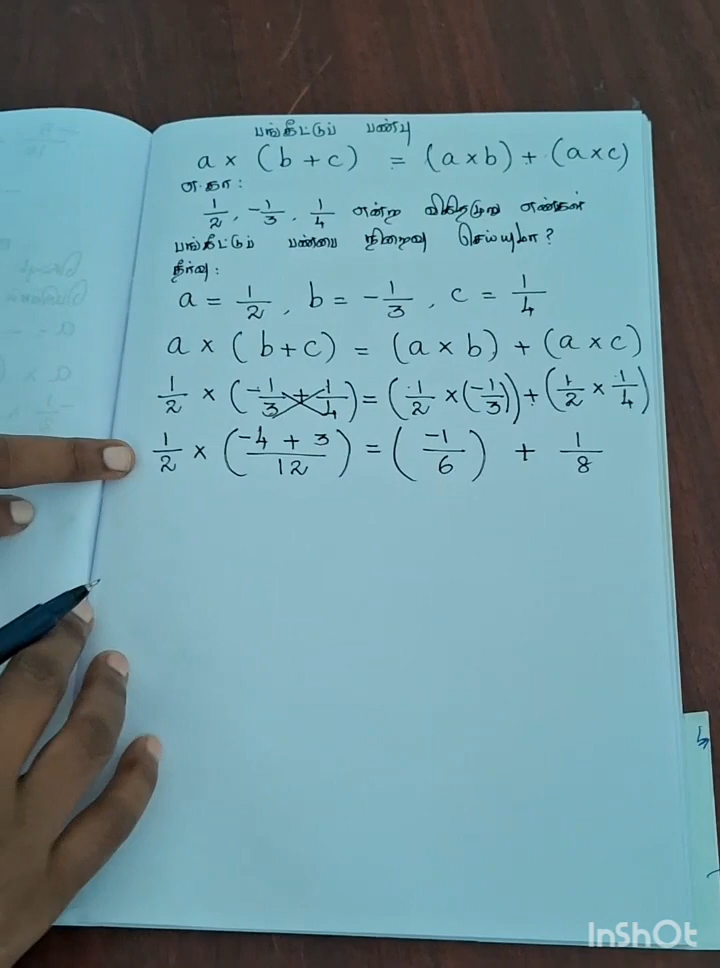 பங்கீட்டுப் பண்பு
a × (b + c) = (a×b) + (a×c)
எ.கா:
1/2, -1/3, 1/4 என்ற விகிதமுறு எண்கள்
பங்கீட்டுப் பண்பை நிறைவு செய்யுமா?
தீர்வு:
a = 1/2, b = -1/3, c = 1/4
a × (b+c) = (a × b) + (a × c)
1/2 × (-1/3 + 1/4) = (1/2 × (-1/3)) + (1/2 × 1/4)
1/2 × ((-4 + 3)/12) = (-1/6) + 1/8
InShOt